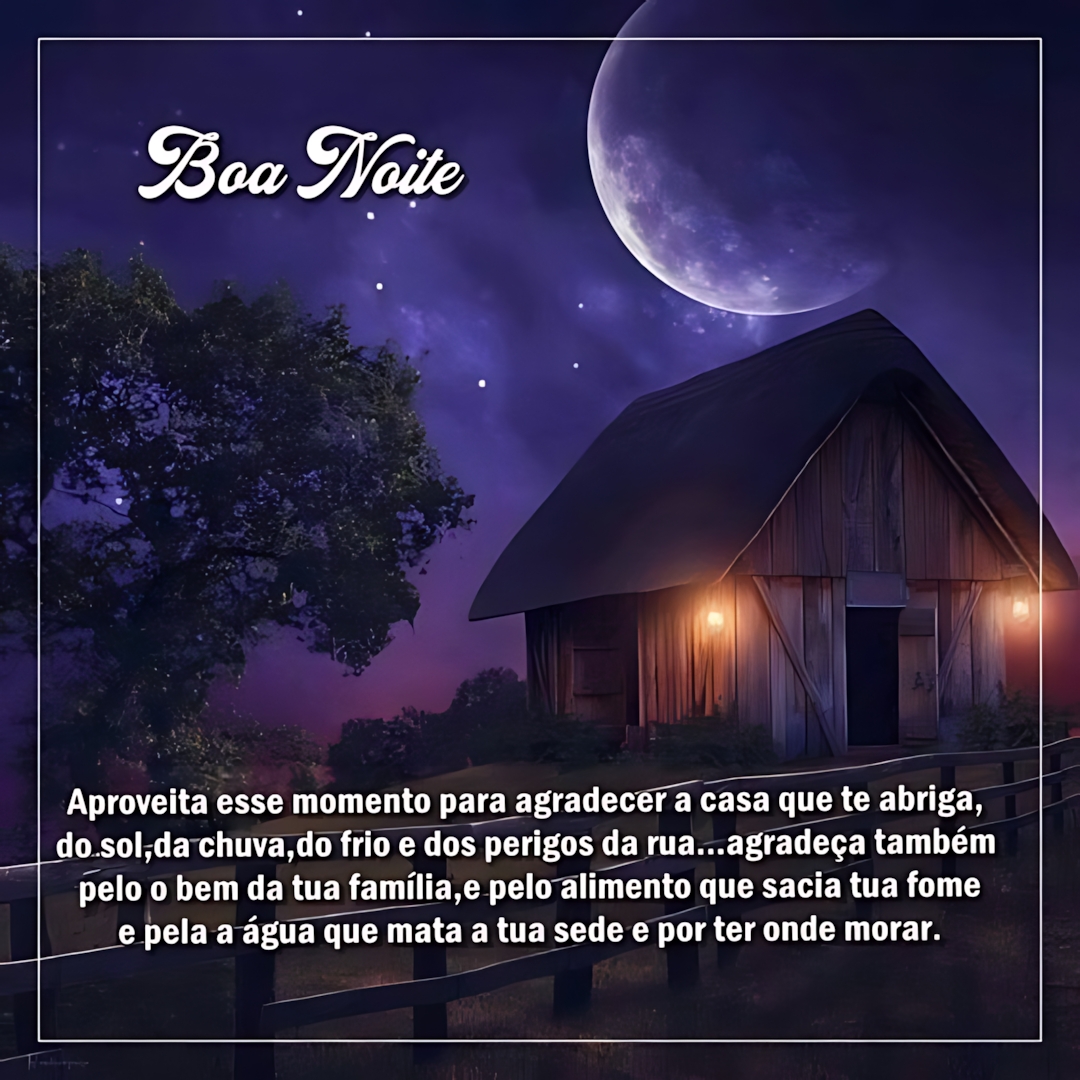 Boa Noite
Aproveita esse momento para agradecer a casa que te abriga,
do sol,da chuva,do frio e dos perigos da rua...agradeça também
pelo o bem da tua família,e pelo alimento que sacia tua fome
e pela a água que mata a tua sede e por ter onde morar.